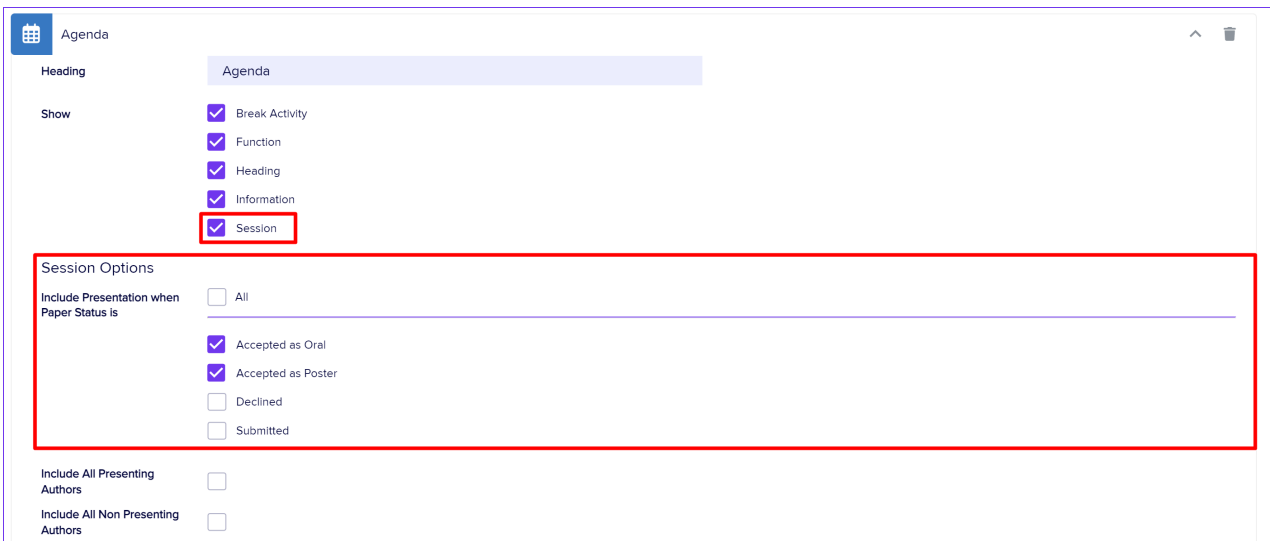 Agenda
Heading
Agenda
Show
Break Activity
Function
Heading
Information
Session
Session Options
Include Presentation when
Paper Status is
All
Accepted as Oral
Accepted as Poster
Declined
Submitted
Include All Presenting
Authors
Include All Non Presenting
Authors